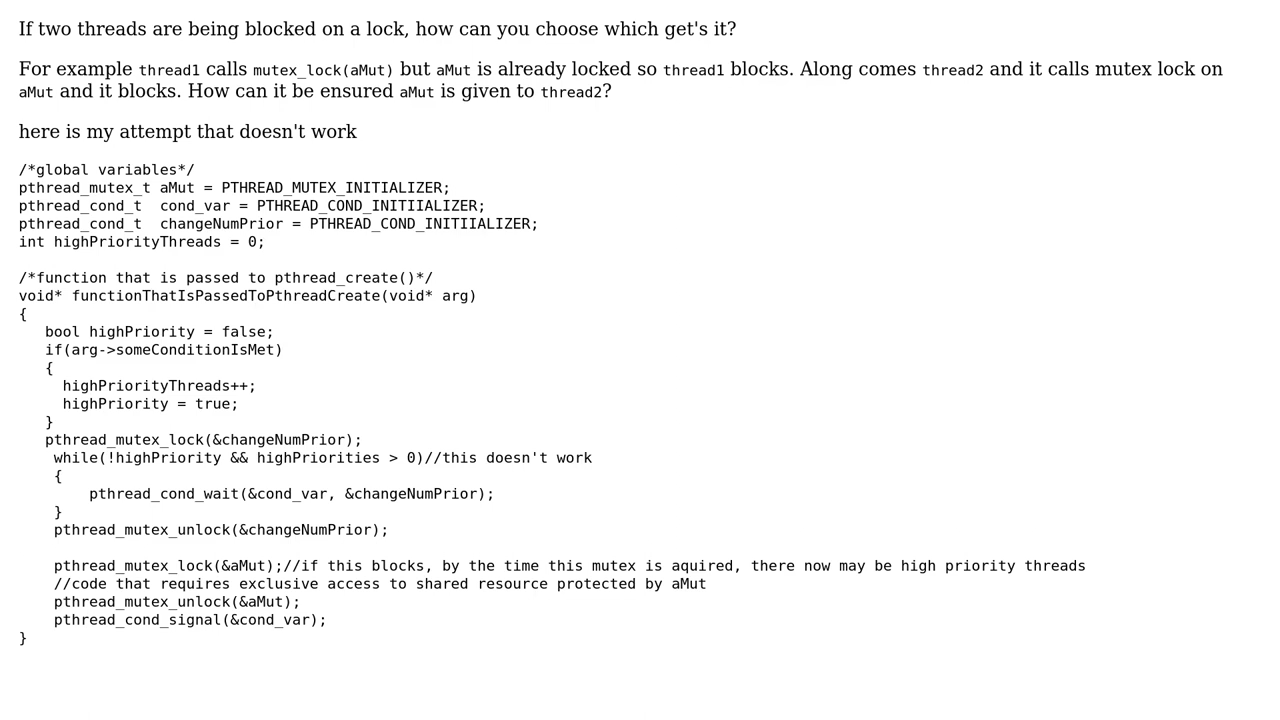 If two threads are being blocked on a lock, how can you choose which get's it?
For example thread1 calls mutex_lock(aMut) but aMut is already locked so thread1 blocks. Along comes thread2 and it calls mutex lock on
aMut and it blocks. How can it be ensured aMut is given to thread2?
here is my attempt that doesn't work
/*global variables*/
pthread_mutex_t aMut = PTHREAD_MUTEX_INITIALIZER;
pthread_cond_t  cond_var = PTHREAD_COND_INITIIALIZER;
pthread_cond_t  changeNumPrior = PTHREAD_COND_INITIIALIZER;
int highPriorityThreads = 0;
/*function that is passed to pthread_create()*/
void* functionThatIsPassedToPthreadCreate(void* arg)
{
   bool highPriority = false;
   if(arg->someConditionIsMet)
   {
     highPriorityThreads++;
     highPriority = true;
   }
   pthread_mutex_lock(&changeNumPrior);
    while(!highPriority && highPriorities > 0)//this doesn't work
    {
        pthread_cond_wait(&cond_var, &changeNumPrior);
    }
    pthread_mutex_unlock(&changeNumPrior);
    pthread_mutex_lock(&aMut);//if this blocks, by the time this mutex is aquired, there now may be high priority threads
    //code that requires exclusive access to shared resource protected by aMut
    pthread_mutex_unlock(&aMut);
    pthread_cond_signal(&cond_var);
}